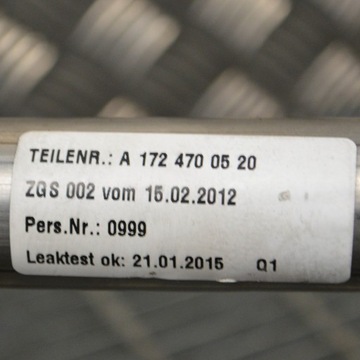 TEILENR.: A 172 470 05 20
ZGS 002 vom 15.02.2012
Pers.Nr.: 0999
Leaktest ok: 21.01.2015 Q1